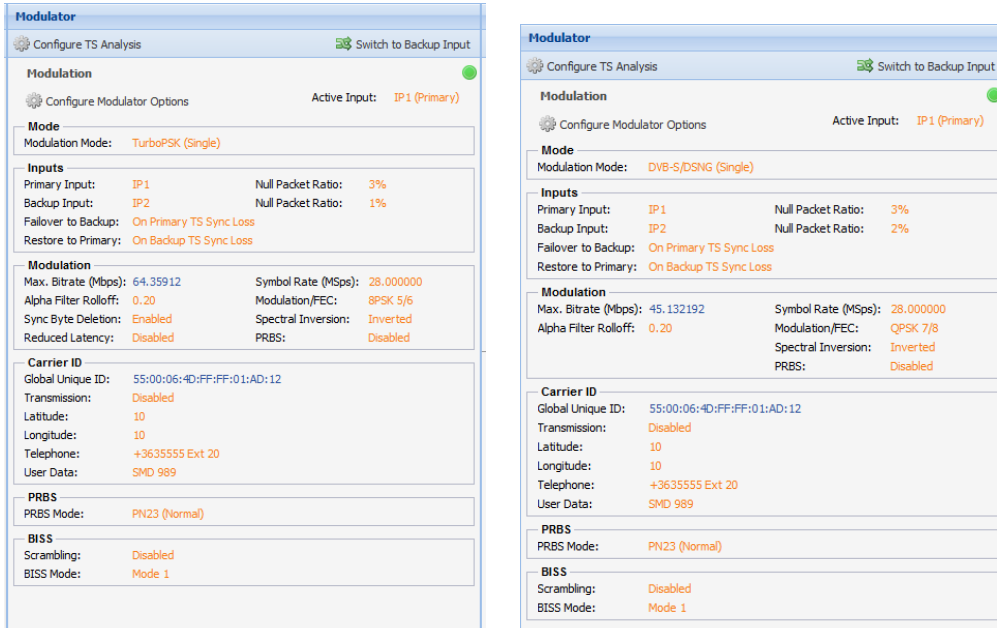 Modulator
Configure TS Analysis Switch to Backup Input
Modulation
Configure Modulator Options Active Input: IP1 (Primary)
Mode
Modulation Mode: TurboPSK (Single)
Inputs
Primary Input: IP1 Null Packet Ratio: 3%
Backup Input: IP2 Null Packet Ratio: 1%
Failover to Backup: On Primary TS Sync Loss
Restore to Primary: On Backup TS Sync Loss
Modulation
Max. Bitrate (Mbps): 64.35912 Symbol Rate (MSps): 28.000000
Alpha Filter Rolloff: 0.20 Modulation/FEC: 8PSK 5/6
Sync Byte Deletion: Enabled Spectral Inversion: Inverted
Reduced Latency: Disabled PRBS: Disabled
Carrier ID
Global Unique ID: 55:00:06:4D:FF:FF:01:AD:12
Transmission: Disabled
Latitude: 10
Longitude: 10
Telephone: +3635555 Ext 20
User Data: SMD 989
PRBS
PRBS Mode: PN23 (Normal)
BISS
Scrambling: Disabled
BISS Mode: Mode 1
Modulator
Configure TS Analysis Switch to Backup Input
Modulation
Configure Modulator Options Active Input: IP1 (Primary)
Mode
Modulation Mode: DVB-S/DSNG (Single)
Inputs
Primary Input: IP1 Null Packet Ratio: 3%
Backup Input: IP2 Null Packet Ratio: 2%
Failover to Backup: On Primary TS Sync Loss
Restore to Primary: On Backup TS Sync Loss
Modulation
Max. Bitrate (Mbps): 45.132192 Symbol Rate (MSps): 28.000000
Alpha Filter Rolloff: 0.20 Modulation/FEC: QPSK 7/8
Spectral Inversion: Inverted
PRBS: Disabled
Carrier ID
Global Unique ID: 55:00:06:4D:FF:FF:01:AD:12
Transmission: Disabled
Latitude: 10
Longitude: 10
Telephone: +3635555 Ext 20
User Data: SMD 989
PRBS
PRBS Mode: PN23 (Normal)
BISS
Scrambling: Disabled
BISS Mode: Mode 1